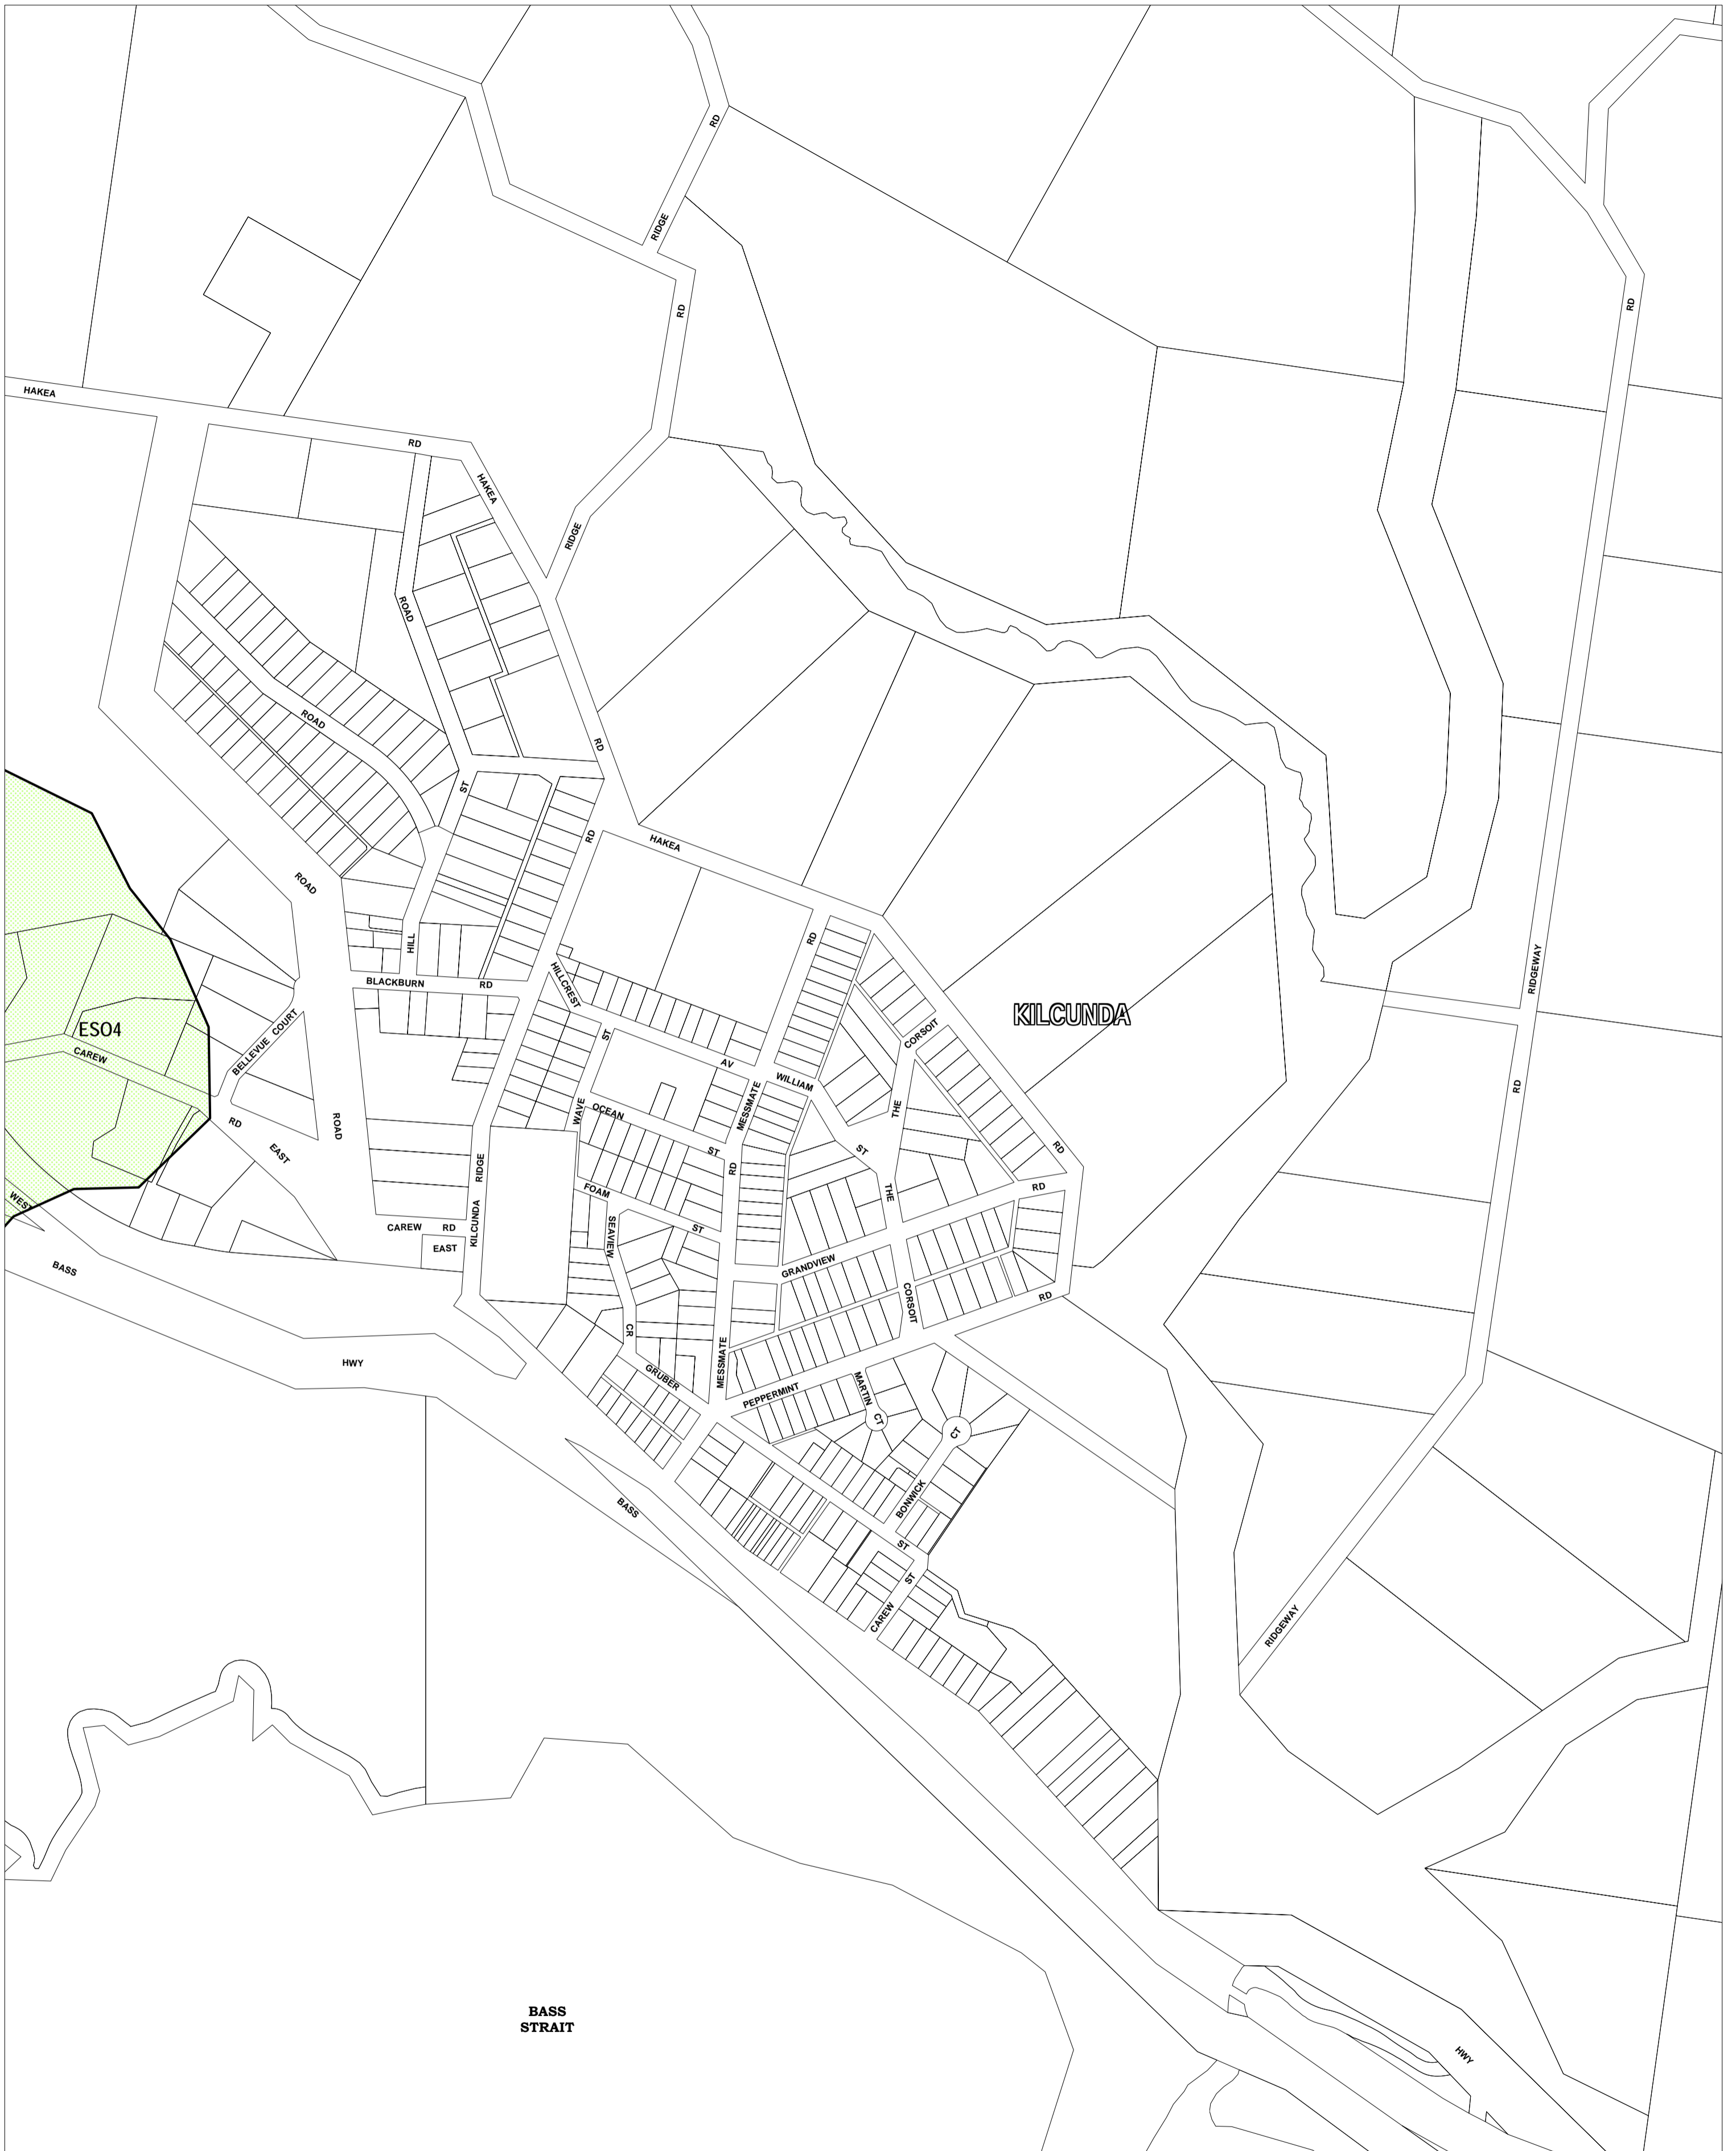 RD
RIDGE
RD
RD
HAKEA
RD
HAKEA
RIDGE
ROAD
ROAD
RD
ST
RD
HAKEA
ROAD
RD
HILL
BLACKBURN RD
HILLCREST
RIDGEWAY
KILCUNDA
ESO4
BELLEVUE COURT
CORSOIT
ST
CAREW
AV
WILLIAM
RD
MESSMATE
THE
OCEAN
WAVE
RD
ROAD
EAST
ST
ST
RD
RD
RIDGE
RD
FOAM
THE
WEST
CAREW RD
KILCUNDA
SEAVIEW
ST
EAST
GRANDVIEW
BASS
CORSOIT
RD
CR
HWY
MESSMATE
GRUBER
PEPPERMINT
MARTIN
CT
CT
BONWICK
BASS
ST
ST
CAREW
RIDGEWAY
BASS
STRAIT
HWY